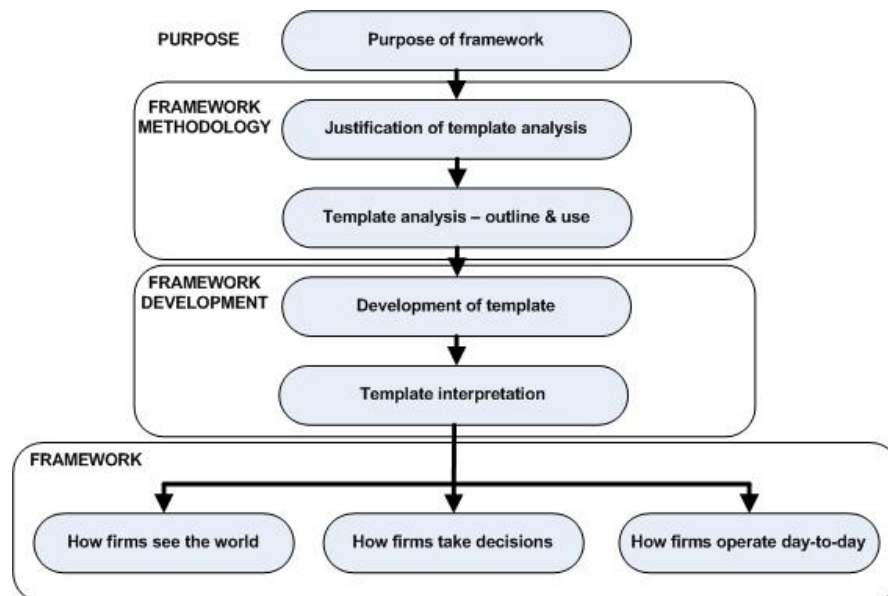 PURPOSE
Purpose of framework
FRAMEWORK
METHODOLOGY
Justification of template analysis
Template analysis – outline & use
FRAMEWORK
DEVELOPMENT
Development of template
Template interpretation
FRAMEWORK
How firms see the world
How firms take decisions
How firms operate day-to-day